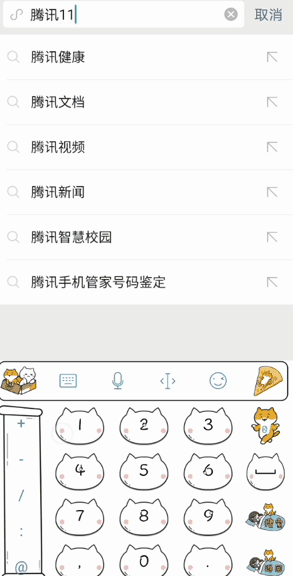 腾讯11 取消
腾讯健康
腾讯文档
腾讯视频
腾讯新闻
腾讯智慧校园
腾讯手机管家号码鉴定
+ 1 2 3
- 4 5 6
/ 7 8 9
:
@ , 0 .